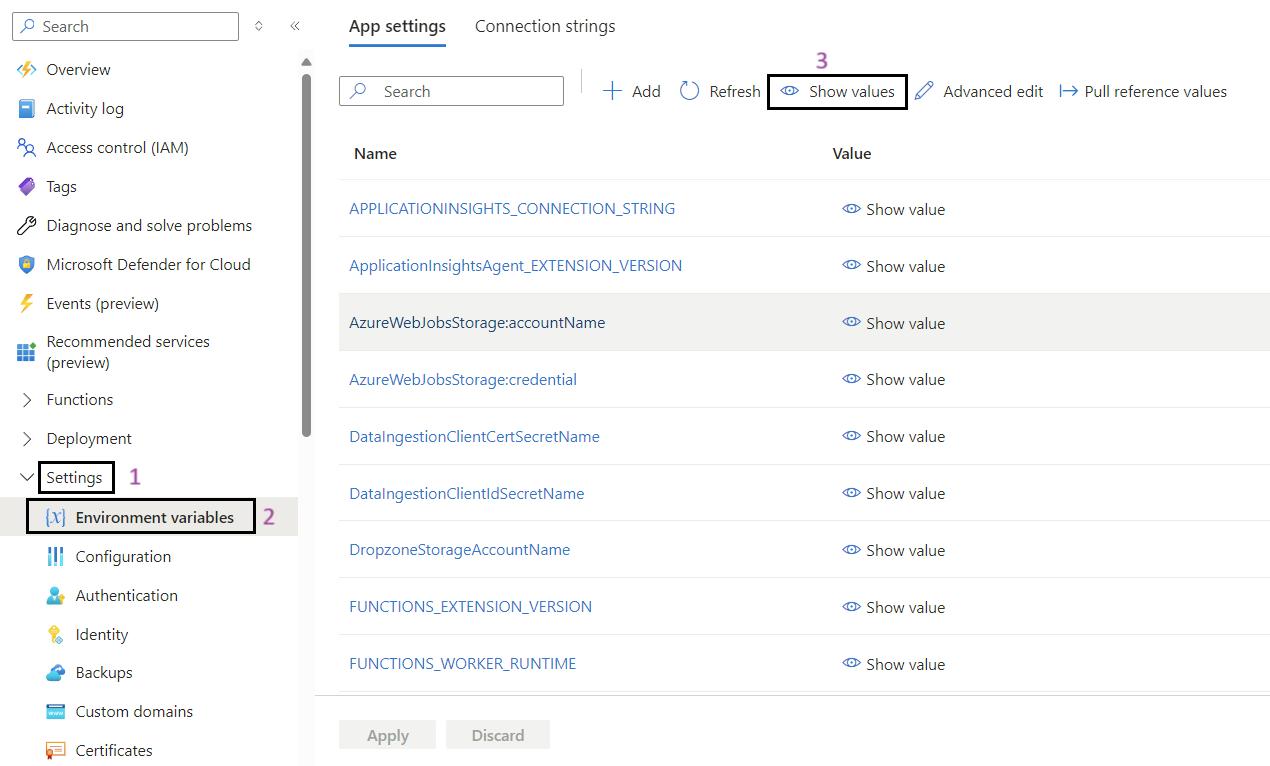 Search
Overview
Activity log
Access control (IAM)
Tags
Diagnose and solve problems
Microsoft Defender for Cloud
Events (preview)
Recommended services
(preview)
Functions
Deployment
Settings 1
{x} Environment variables 2
Configuration
Authentication
Identity
Backups
www Custom domains
Certificates
App settings Connection strings
3
Search Add Refresh Show values Advanced edit Pull reference values
Name Value
APPLICATIONINSIGHTS_CONNECTION_STRING Show value
ApplicationInsightsAgent_EXTENSION_VERSION Show value
AzureWebJobsStorage:accountName Show value
AzureWebJobsStorage:credential Show value
DataIngestionClientCertSecretName Show value
DataIngestionClientIdSecretName Show value
DropzoneStorageAccountName Show value
FUNCTIONS_EXTENSION_VERSION Show value
FUNCTIONS_WORKER_RUNTIME Show value
Apply Discard